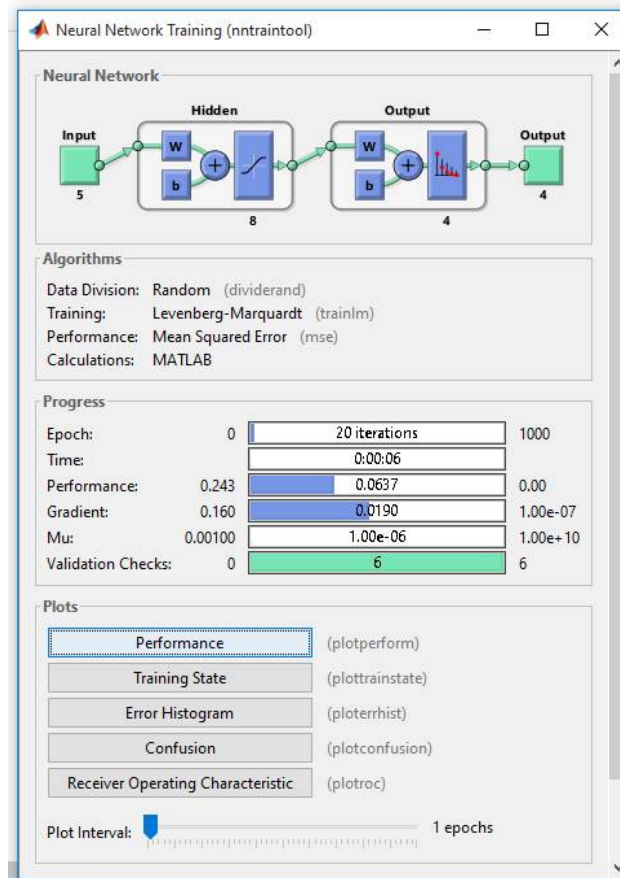 Neural Network Training (nntraintool)
Neural Network
Hidden Output
Input Output
W W
b b
5 8 4 4
Algorithms
Data Division: Random (dividerand)
Training: Levenberg-Marquardt (trainlm)
Performance: Mean Squared Error (mse)
Calculations: MATLAB
Progress
Epoch: 0 20 iterations 1000
Time: 0:00:06
Performance: 0.243 0.0637 0.00
Gradient: 0.160 0.0190 1.00e-07
Mu: 0.00100 1.00e-06 1.00e+10
Validation Checks: 0 6 6
Plots
Performance (plotperform)
Training State (plottrainstate)
Error Histogram (ploterrhist)
Confusion (plotconfusion)
Receiver Operating Characteristic (plotroc)
Plot Interval: 1 epochs